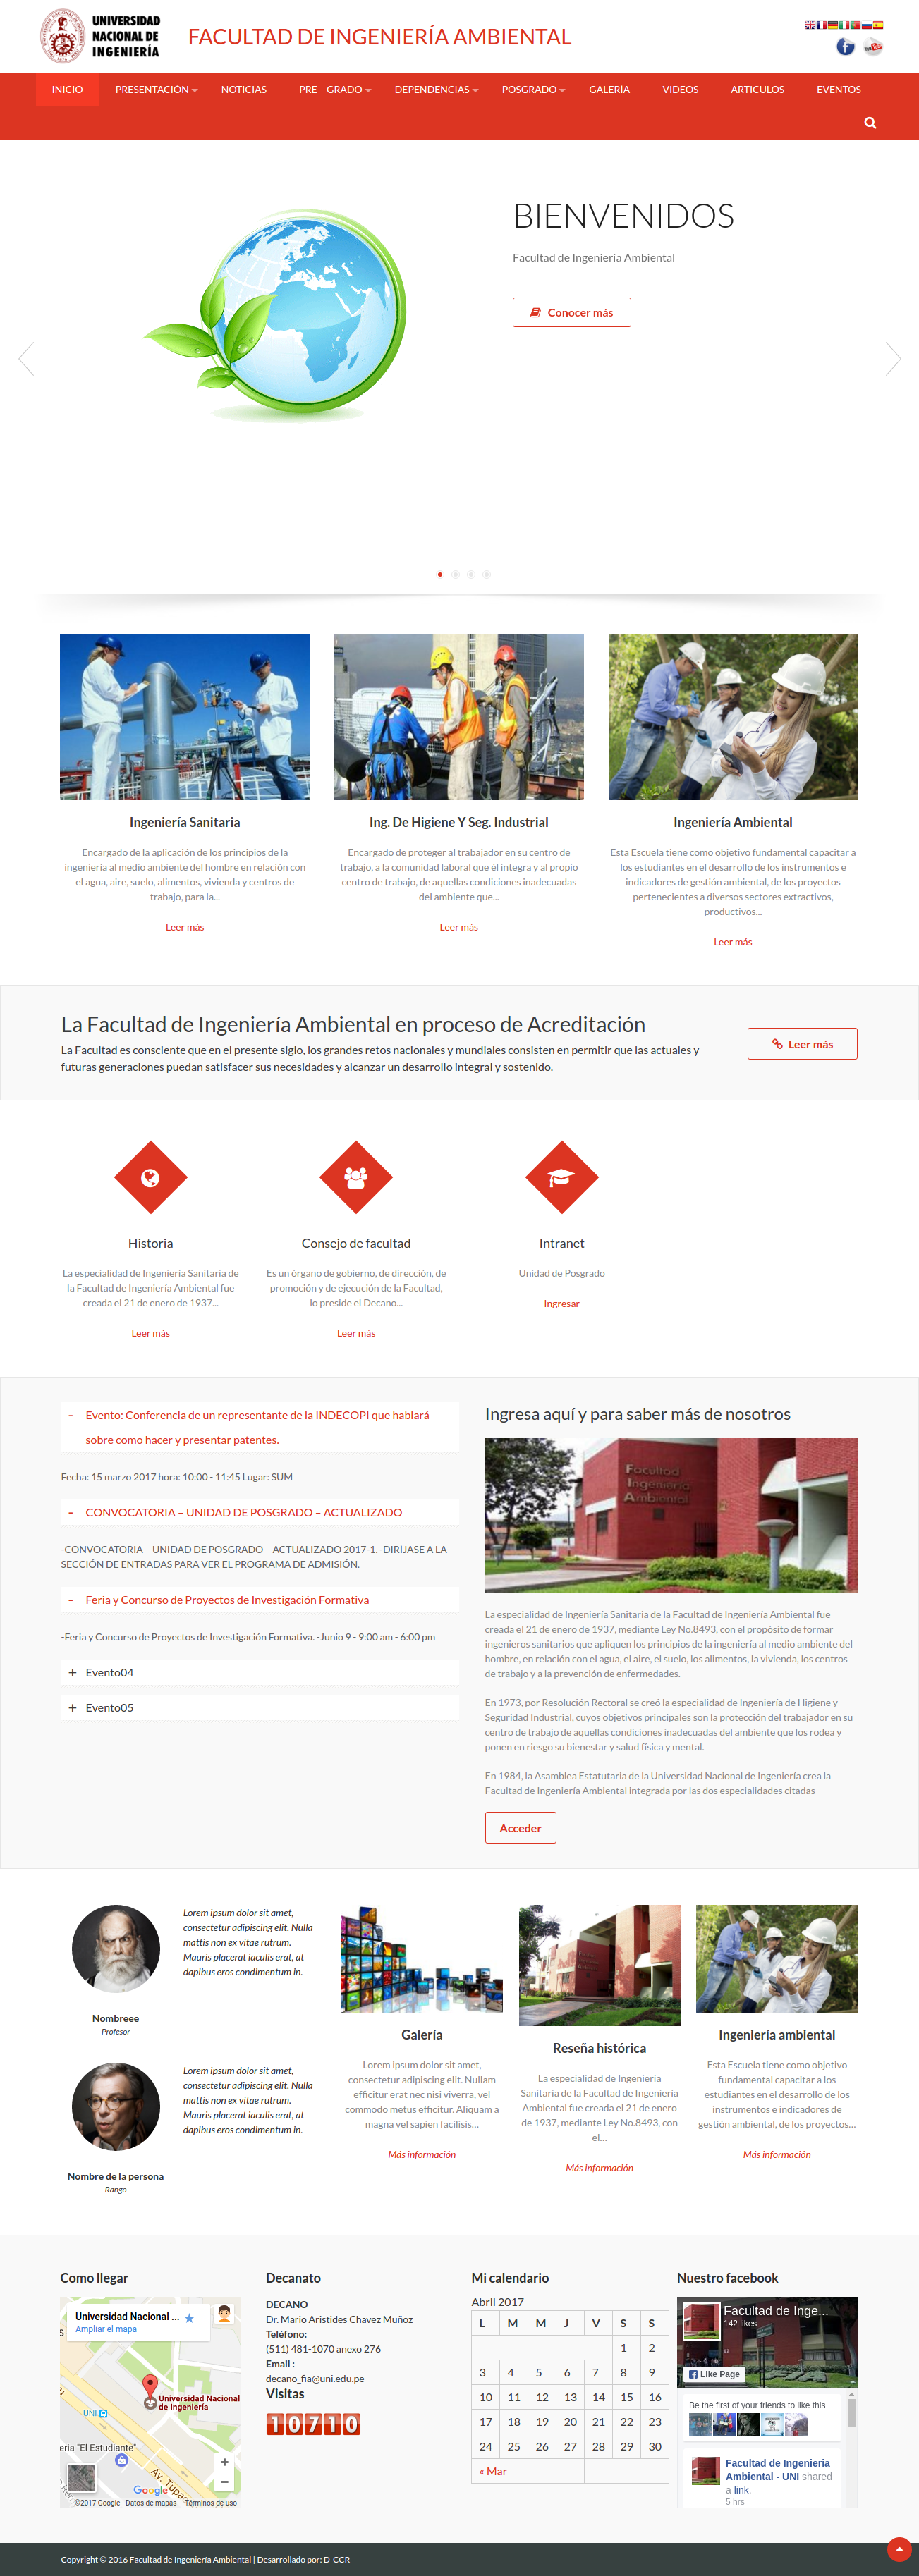 UNIVERSIDAD
NACIONAL DE
INGENIERÍA
FACULTAD DE INGENIERÍA AMBIENTAL
INICIO
PRESENTACIÓN
NOTICIAS
PRE – GRADO
DEPENDENCIAS
POSGRADO
GALERÍA
VIDEOS
ARTICULOS
EVENTOS
BIENVENIDOS
Facultad de Ingeniería Ambiental
Conocer más
Ingeniería Sanitaria
Encargado de la aplicación de los principios de la
ingeniería al medio ambiente del hombre en relación con
el agua, aire, suelo, alimentos, vivienda y centros de
trabajo, para la...
Leer más
Ing. De Higiene Y Seg. Industrial
Encargado de proteger al trabajador en su centro de
trabajo, a la comunidad laboral que él integra y al propio
centro de trabajo, de aquellas condiciones inadecuadas
del ambiente que...
Leer más
Ingeniería Ambiental
Esta Escuela tiene como objetivo fundamental capacitar a
los estudiantes en el desarrollo de los instrumentos e
indicadores de gestión ambiental, de los proyectos
pertenecientes a diversos sectores extractivos,
productivos...
Leer más
La Facultad de Ingeniería Ambiental en proceso de Acreditación
La Facultad es consciente que en el presente siglo, los grandes retos nacionales y mundiales consisten en permitir que las actuales y
futuras generaciones puedan satisfacer sus necesidades y alcanzar un desarrollo integral y sostenido.
Leer más
Historia
La especialidad de Ingeniería Sanitaria de
la Facultad de Ingeniería Ambiental fue
creada el 21 de enero de 1937...
Leer más
Consejo de facultad
Es un órgano de gobierno, de dirección, de
promoción y de ejecución de la Facultad,
lo preside el Decano...
Leer más
Intranet
Unidad de Posgrado
Ingresar
- Evento: Conferencia de un representante de la INDECOPI que hablará
sobre como hacer y presentar patentes.
Fecha: 15 marzo 2017 hora: 10:00 - 11:45 Lugar: SUM
- CONVOCATORIA – UNIDAD DE POSGRADO – ACTUALIZADO
-CONVOCATORIA – UNIDAD DE POSGRADO – ACTUALIZADO 2017-1. -DIRÍJASE A LA
SECCIÓN DE ENTRADAS PARA VER EL PROGRAMA DE ADMISIÓN.
- Feria y Concurso de Proyectos de Investigación Formativa
-Feria y Concurso de Proyectos de Investigación Formativa. -Junio 9 - 9:00 am - 6:00 pm
+ Evento04
+ Evento05
Ingresa aquí y para saber más de nosotros
Facultad
Ingeniería
Ambiental
La especialidad de Ingeniería Sanitaria de la Facultad de Ingeniería Ambiental fue
creada el 21 de enero de 1937, mediante Ley No.8493, con el propósito de formar
ingenieros sanitarios que apliquen los principios de la ingeniería al medio ambiente del
hombre, en relación con el agua, el aire, el suelo, los alimentos, la vivienda, los centros
de trabajo y a la prevención de enfermedades.
En 1973, por Resolución Rectoral se creó la especialidad de Ingeniería de Higiene y
Seguridad Industrial, cuyos objetivos principales son la protección del trabajador en su
centro de trabajo de aquellas condiciones inadecuadas del ambiente que los rodea y
ponen en riesgo su bienestar y salud física y mental.
En 1984, la Asamblea Estatutaria de la Universidad Nacional de Ingeniería crea la
Facultad de Ingeniería Ambiental integrada por las dos especialidades citadas
Acceder
Lorem ipsum dolor sit amet,
consectetur adipiscing elit. Nulla
mattis non ex vitae rutrum.
Mauris placerat iaculis erat, at
dapibus eros condimentum in.
Nombreee
Profesor
Lorem ipsum dolor sit amet,
consectetur adipiscing elit. Nulla
mattis non ex vitae rutrum.
Mauris placerat iaculis erat, at
dapibus eros condimentum in.
Nombre de la persona
Rango
Galería
Lorem ipsum dolor sit amet,
consectetur adipiscing elit. Nullam
efficitur erat nec nisi viverra, vel
commodo metus efficitur. Aliquam a
magna vel sapien facilisis...
Más información
Reseña histórica
La especialidad de Ingeniería
Sanitaria de la Facultad de Ingeniería
Ambiental fue creada el 21 de enero
de 1937, mediante Ley No.8493, con
el...
Más información
Ingeniería ambiental
Esta Escuela tiene como objetivo
fundamental capacitar a los
estudiantes en el desarrollo de los
instrumentos e indicadores de
gestión ambiental, de los proyectos...
Más información
Como llegar
Universidad Nacional ...
Ampliar el mapa
Universidad Nacional
de Ingeniería
UNI
ería "El Estudiante"
Av. Tupac
Google
©2017 Google - Datos de mapas
Términos de uso
Decanato
DECANO
Dr. Mario Aristides Chavez Muñoz
Teléfono:
(511) 481-1070 anexo 276
Email :
decano_fia@uni.edu.pe
Visitas
10710
Mi calendario
Abril 2017
L M M J V S S
1 2
3 4 5 6 7 8 9
10 11 12 13 14 15 16
17 18 19 20 21 22 23
24 25 26 27 28 29 30
« Mar
Nuestro facebook
Facultad de Inge...
142 likes
Like Page
Be the first of your friends to like this
Facultad de Ingenieria
Ambiental - UNI shared
a link.
5 hrs
Copyright © 2016 Facultad de Ingeniería Ambiental | Desarrollado por: D-CCR